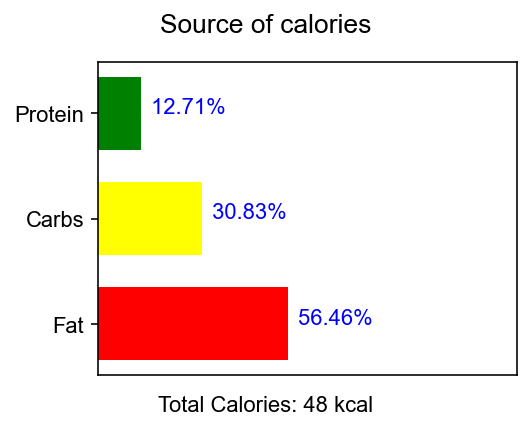 Source of calories
Protein
12.71%
Carbs
30.83%
Fat
56.46%
Total Calories: 48 kcal